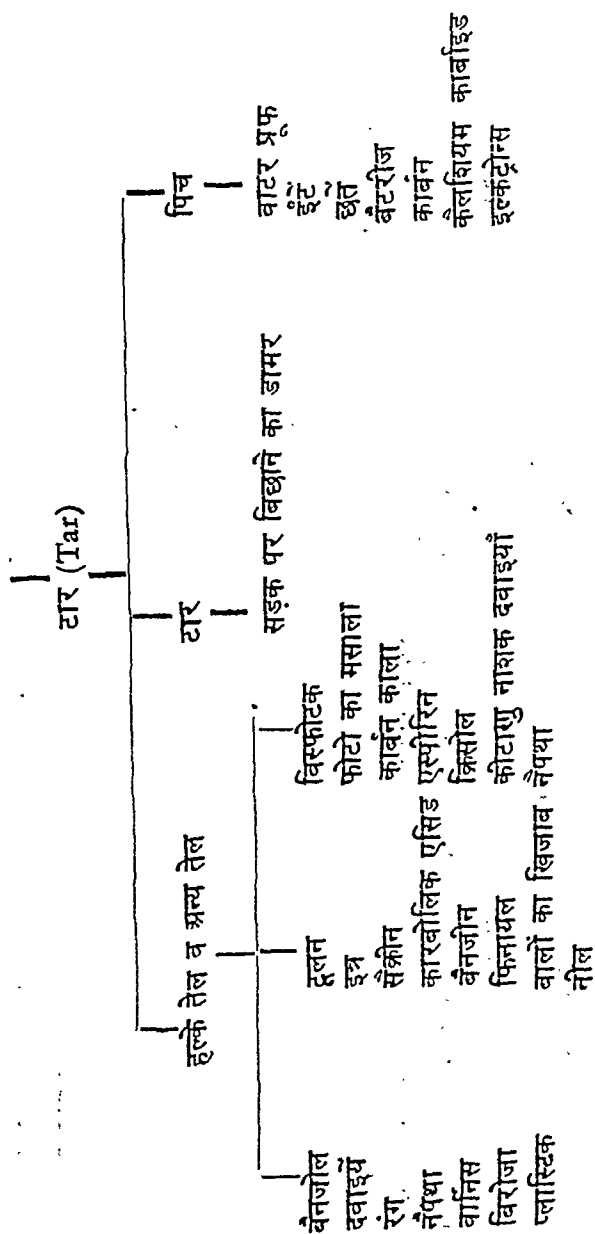 टार (Tar)
हल्के तेल व अन्य तेल
टार
पिच
बैनजोल
दवाइयें
रंग
नैपथा
वार्निस
बिरोजा
प्लास्टिक
टूलन
इत्र
सैक्रीन
कारबोलिक एसिड
बैनजीन
फिनायल
बालों का खिजाब
नील
विस्फोटक
फोटो का मसाला
कार्बन काला
एस्पीरिन
क्रिसोल
कीटाणु नाशक दवाइयाँ
नैपथा
सड़क पर बिछाने का डामर
वाटर प्रूफ
इंटें
छत
बैटरीज
कार्बन
कैलशियम कार्बाइड
इल्कट्रोन्स